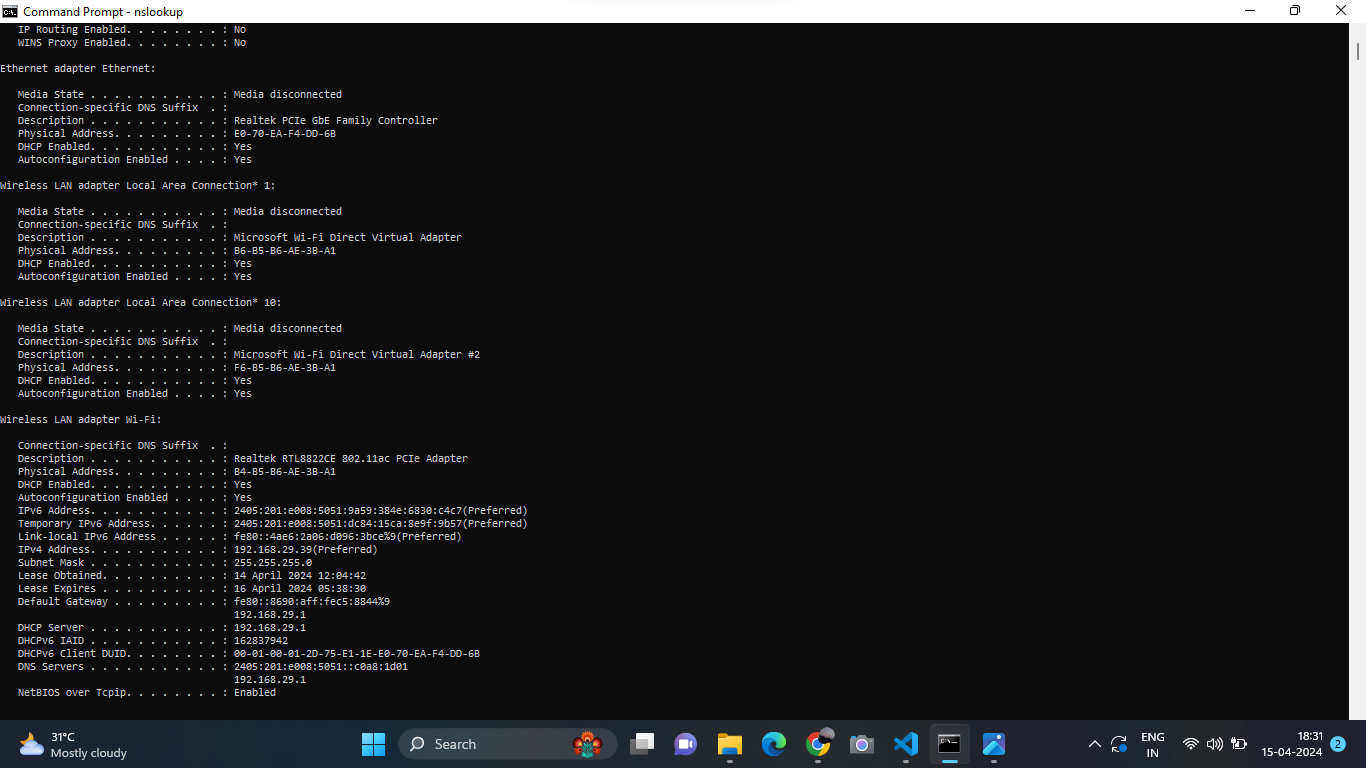 Command Prompt - nslookup
IP Routing Enabled. . . . . . . . : No
WINS Proxy Enabled. . . . . . . . : No
Ethernet adapter Ethernet:
Media State . . . . . . . . . . . : Media disconnected
Connection-specific DNS Suffix  . :
Description . . . . . . . . . . . : Realtek PCIe GbE Family Controller
Physical Address. . . . . . . . . : E0-70-EA-F4-DD-6B
DHCP Enabled. . . . . . . . . . . : Yes
Autoconfiguration Enabled . . . . : Yes
Wireless LAN adapter Local Area Connection* 1:
Media State . . . . . . . . . . . : Media disconnected
Connection-specific DNS Suffix  . :
Description . . . . . . . . . . . : Microsoft Wi-Fi Direct Virtual Adapter
Physical Address. . . . . . . . . : B6-B5-B6-AE-3B-A1
DHCP Enabled. . . . . . . . . . . : Yes
Autoconfiguration Enabled . . . . : Yes
Wireless LAN adapter Local Area Connection* 10:
Media State . . . . . . . . . . . : Media disconnected
Connection-specific DNS Suffix  . :
Description . . . . . . . . . . . : Microsoft Wi-Fi Direct Virtual Adapter #2
Physical Address. . . . . . . . . : F6-B5-B6-AE-3B-A1
DHCP Enabled. . . . . . . . . . . : Yes
Autoconfiguration Enabled . . . . : Yes
Wireless LAN adapter Wi-Fi:
Connection-specific DNS Suffix  . :
Description . . . . . . . . . . . : Realtek RTL8822CE 802.11ac PCIe Adapter
Physical Address. . . . . . . . . : B4-B5-B6-AE-3B-A1
DHCP Enabled. . . . . . . . . . . : Yes
Autoconfiguration Enabled . . . . : Yes
IPv6 Address. . . . . . . . . . . : 2405:201:e008:5051:9a59:384e:6830:c4c7(Preferred)
Temporary IPv6 Address. . . . . . : 2405:201:e008:5051:dc84:15ca:8e9f:9b57(Preferred)
Link-local IPv6 Address . . . . . : fe80::4ae6:2a06:d096:3bce%9(Preferred)
IPv4 Address. . . . . . . . . . . : 192.168.29.39(Preferred)
Subnet Mask . . . . . . . . . . . : 255.255.255.0
Lease Obtained. . . . . . . . . . : 14 April 2024 12:04:42
Lease Expires . . . . . . . . . . : 16 April 2024 05:38:30
Default Gateway . . . . . . . . . : fe80::8690:aff:fec5:8844%9
192.168.29.1
DHCP Server . . . . . . . . . . . : 192.168.29.1
DHCPv6 IAID . . . . . . . . . . . : 162837942
DHCPv6 Client DUID. . . . . . . . : 00-01-00-01-2D-75-E1-1E-E0-70-EA-F4-DD-6B
DNS Servers . . . . . . . . . . . : 2405:201:e008:5051::c0a8:1d01
192.168.29.1
NetBIOS over Tcpip. . . . . . . . : Enabled
31°C
Mostly cloudy
Search
ENG
IN
18:31
15-04-2024
2